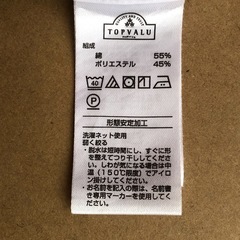 TOPVALU
組成
綿 55%
ポリエステル 45%
40
P
形態安定加工
洗濯ネット使用
弱く絞る
・脱水は短時間にし、すぐに形
を整えてつり干ししてくださ
い。しわが気になる場合は中
温(150℃限度)でアイロ
ン掛けしてください。
・お名前を記入の際は、名前書
き専用マーカーを使用してく
ださい。